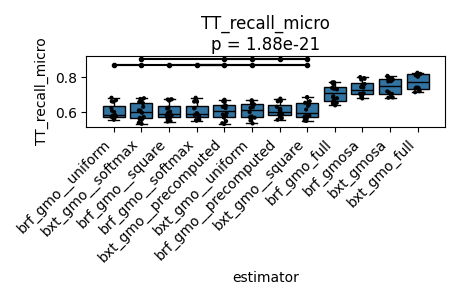 TT_recall_micro
p = 1.88e-21
TT_recall_micro
0.8
0.6
brf_gmo__uniform
bxt_gmo__softmax
brf_gmo__square
brf_gmo__softmax
bxt_gmo__precomputed
bxt_gmo__uniform
brf_gmo__precomputed
bxt_gmo__square
brf_gmo_full
brf_gmosa
bxt_gmosa
bxt_gmo_full
estimator